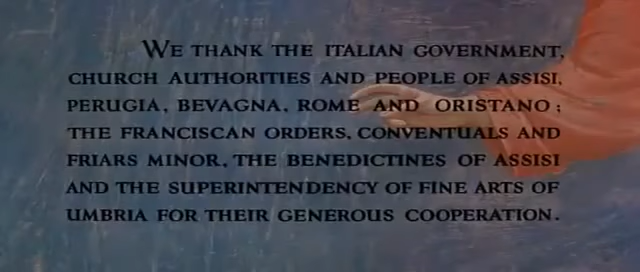 WE THANK THE ITALIAN GOVERNMENT,
CHURCH AUTHORITIES AND PEOPLE OF ASSISI,
PERUGIA, BEVAGNA, ROME AND ORISTANO;
THE FRANCISCAN ORDERS, CONVENTUALS AND
FRIARS MINOR, THE BENEDICTINES OF ASSISI
AND THE SUPERINTENDENCY OF FINE ARTS OF
UMBRIA FOR THEIR GENEROUS COOPERATION.